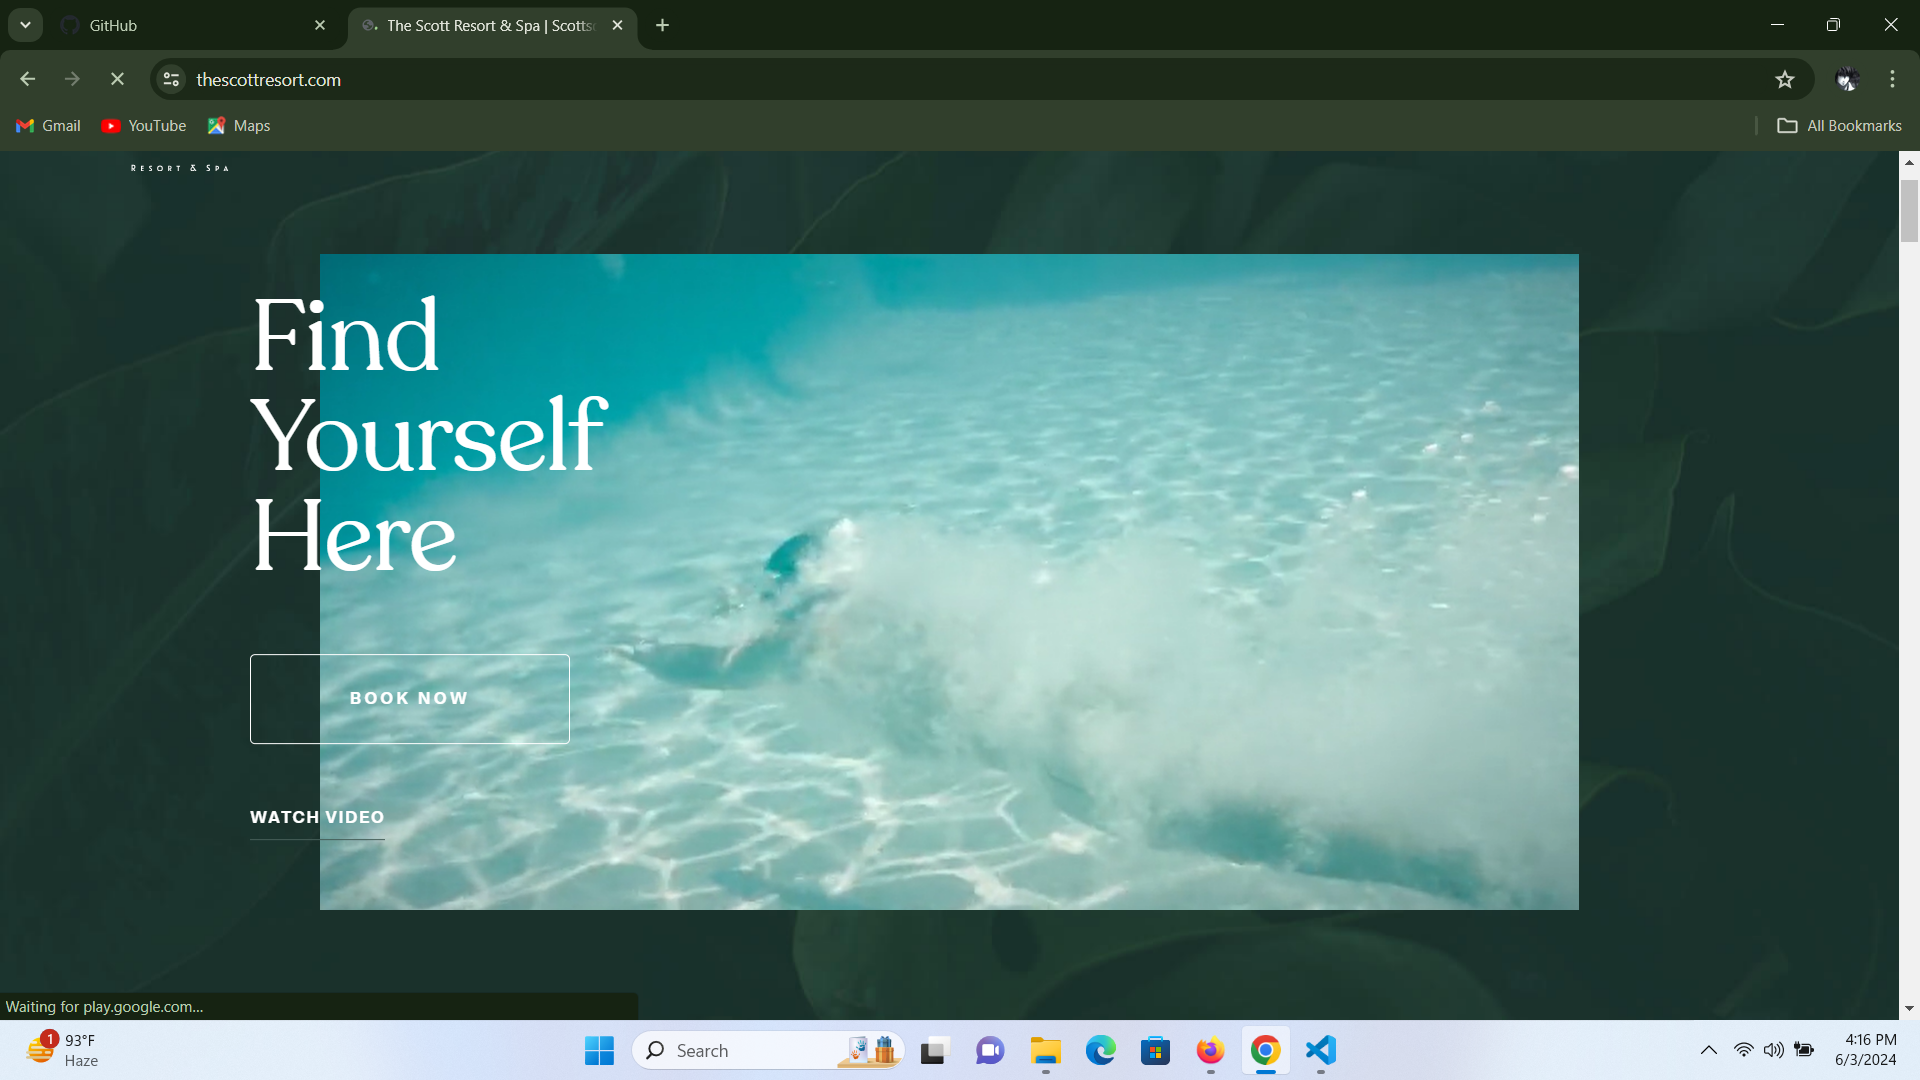 GitHub
The Scott Resort & Spa | Scotts
thescottresort.com
Gmail
YouTube
Maps
All Bookmarks
RESORT & SPA
Find
Yourself
Here
BOOK NOW
WATCH VIDEO
Waiting for play.google.com...
1
93°F
Haze
Search
4:16 PM
6/3/2024